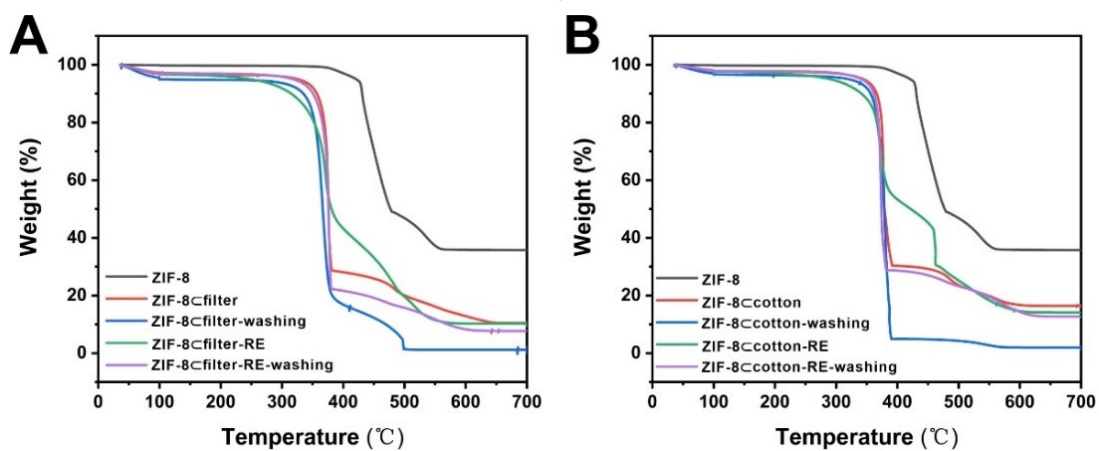 A
Weight (%)
100
80
60
40
20
0
ZIF-8
ZIF-8⊂filter
ZIF-8⊂filter-washing
ZIF-8⊂filter-RE
ZIF-8⊂filter-RE-washing
0 100 200 300 400 500 600 700
Temperature (℃)
B
Weight (%)
100
80
60
40
20
0
ZIF-8
ZIF-8⊂cotton
ZIF-8⊂cotton-washing
ZIF-8⊂cotton-RE
ZIF-8⊂cotton-RE-washing
0 100 200 300 400 500 600 700
Temperature (℃)